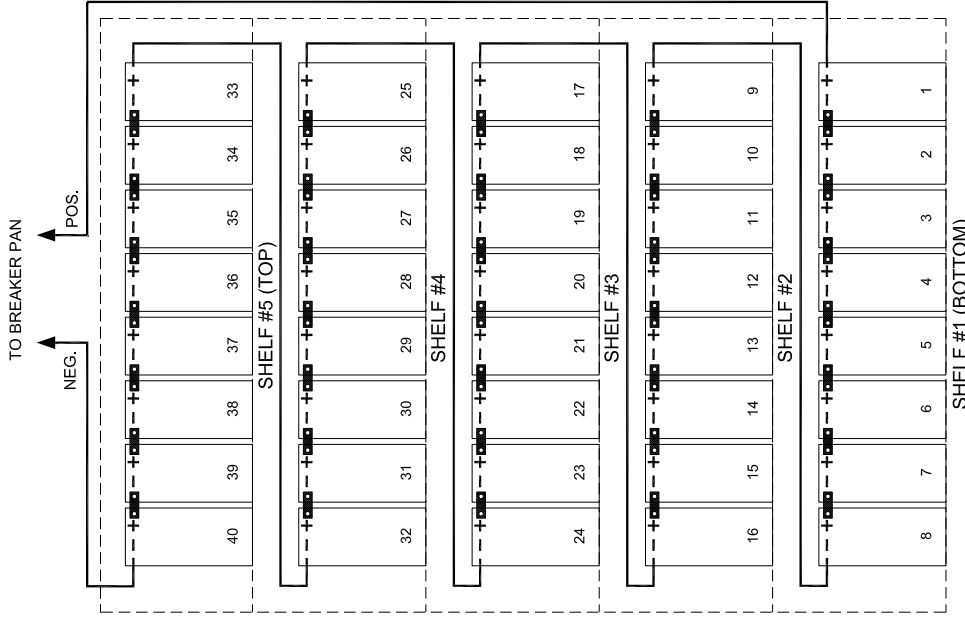 TO BREAKER PAN
NEG. POS.
40 39 38 37 36 35 34 33
SHELF #5 (TOP)
32 31 30 29 28 27 26 25
SHELF #4
24 23 22 21 20 19 18 17
SHELF #3
16 15 14 13 12 11 10 9
SHELF #2
8 7 6 5 4 3 2 1
SHELF #1 (BOTTOM)